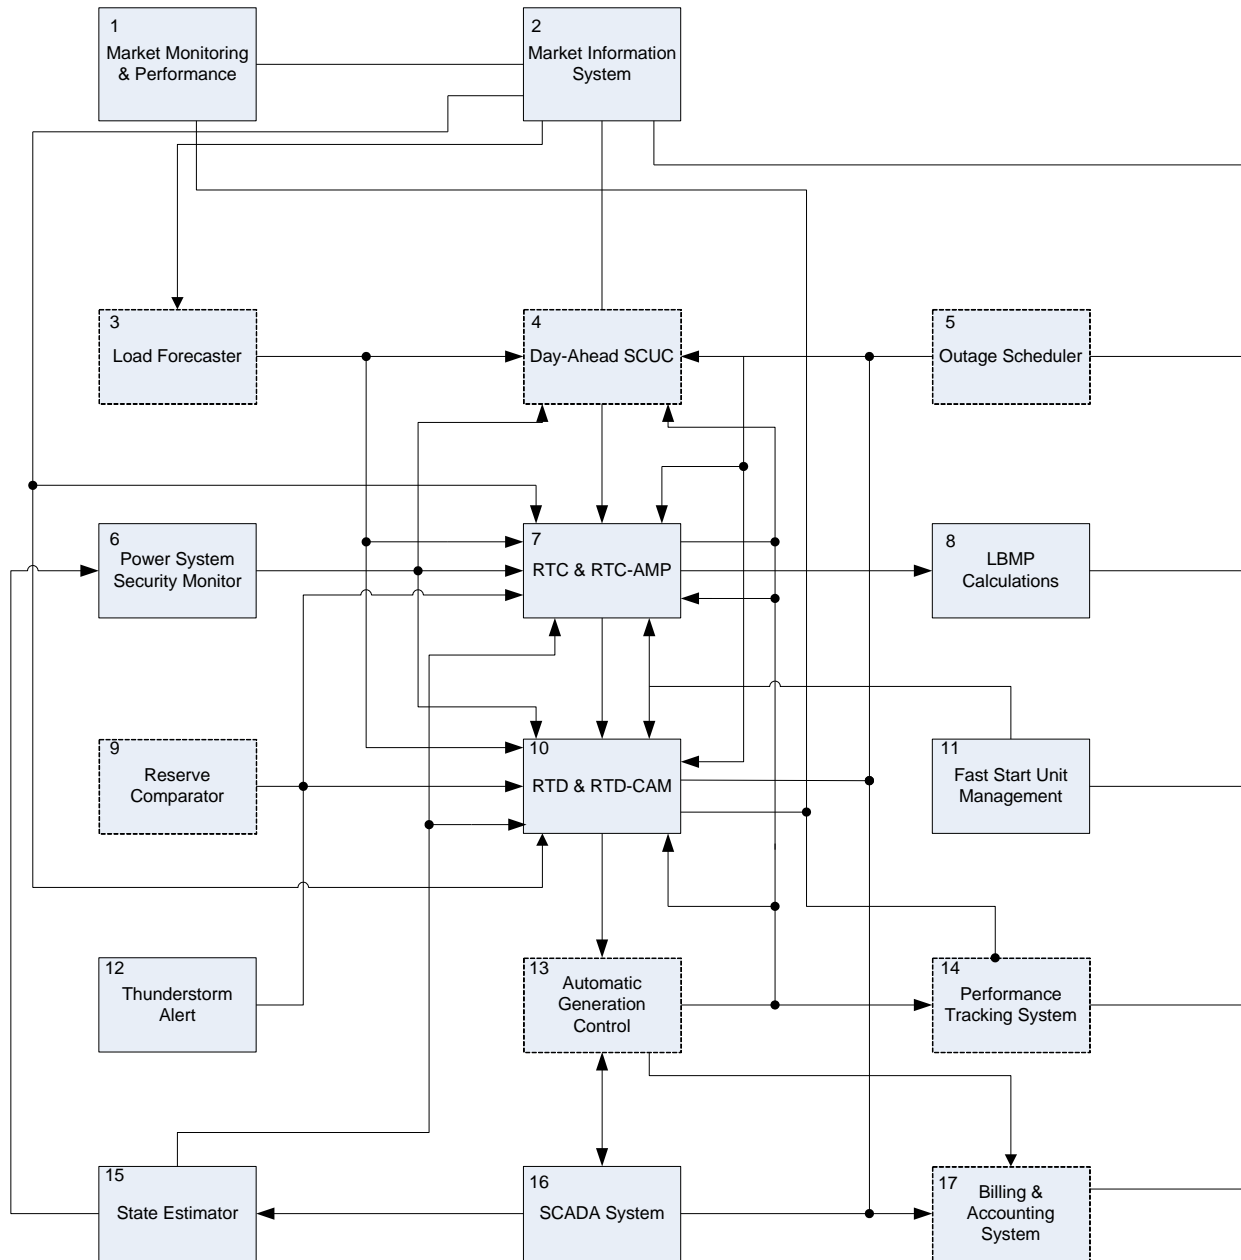 1
Market Monitoring
& Performance
2
Market Information
System
3
Load Forecaster
4
Day-Ahead SCUC
5
Outage Scheduler
6
Power System
Security Monitor
7
RTC & RTC-AMP
8
LBMP
Calculations
9
Reserve
Comparator
10
RTD & RTD-CAM
11
Fast Start Unit
Management
12
Thunderstorm
Alert
13
Automatic
Generation
Control
14
Performance
Tracking System
15
State Estimator
16
SCADA System
17
Billing &
Accounting
System